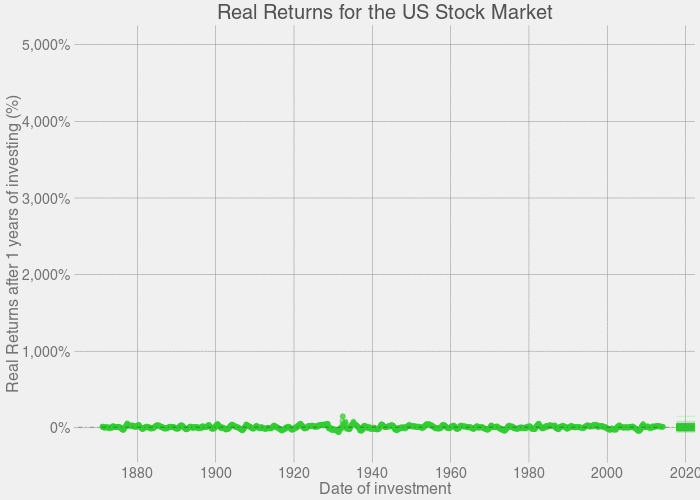 Real Returns for the US Stock Market
Real Returns after 1 years of investing (%)
5,000%
4,000%
3,000%
2,000%
1,000%
0%
1880 1900 1920 1940 1960 1980 2000 2020
Date of investment